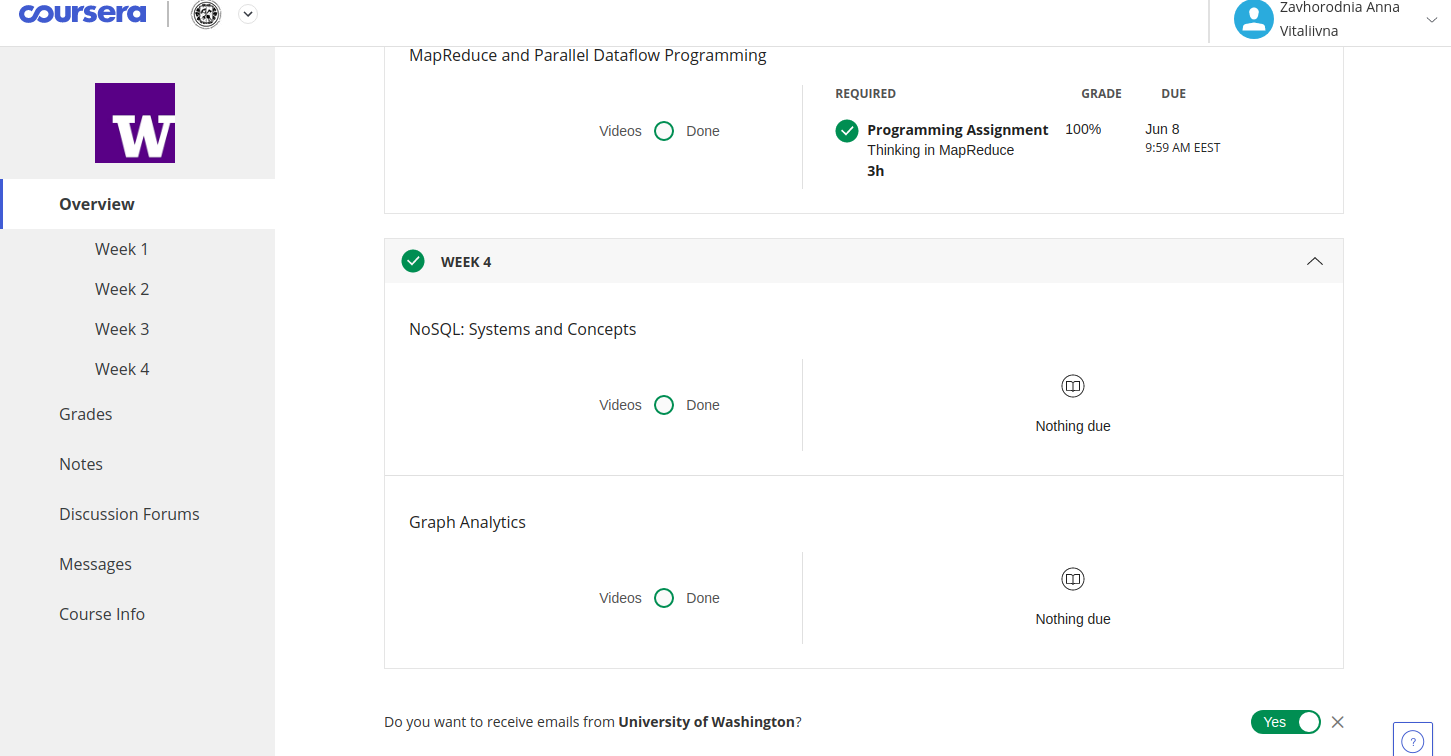 coursera
Zavhorodnia Anna
Vitaliivna
W
Overview
Week 1
Week 2
Week 3
Week 4
Grades
Notes
Discussion Forums
Messages
Course Info
MapReduce and Parallel Dataflow Programming
Videos Done
REQUIRED GRADE DUE
Programming Assignment 100% Jun 8
Thinking in MapReduce 9:59 AM EEST
3h
WEEK 4
NoSQL: Systems and Concepts
Videos Done
Nothing due
Graph Analytics
Videos Done
Nothing due
Do you want to receive emails from University of Washington? Yes
?